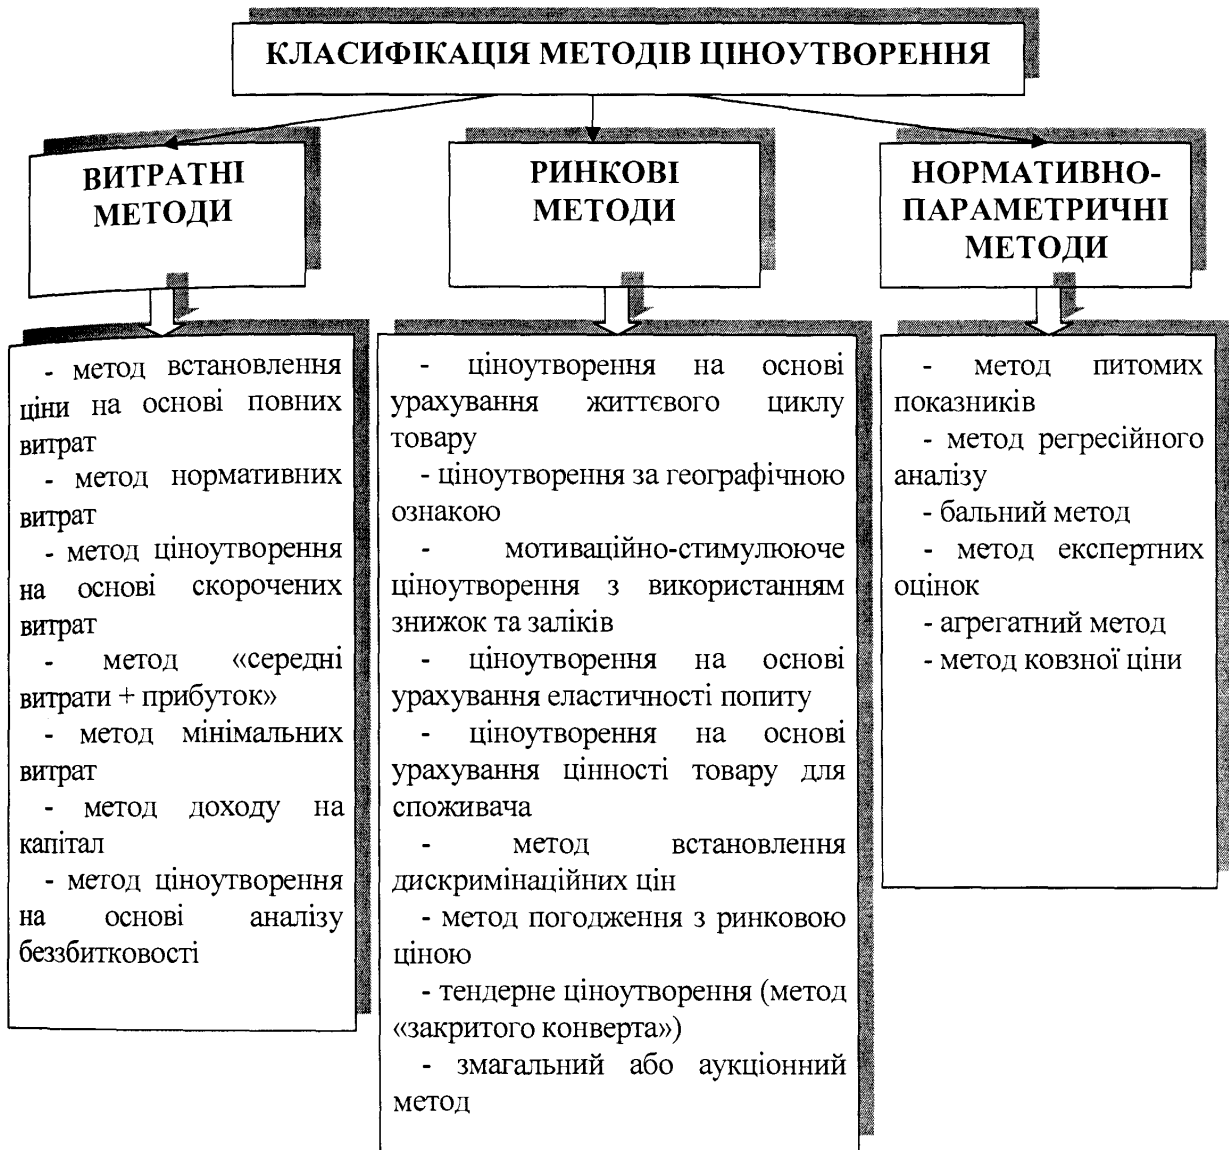 КЛАСИФІКАЦІЯ МЕТОДІВ ЦІНОУТВОРЕННЯ
ВИТРАТНІ
МЕТОДИ
РИНКОВІ
МЕТОДИ
НОРМАТИВНО-
ПАРАМЕТРИЧНІ
МЕТОДИ
- метод встановлення
ціни на основі повних
витрат
- метод нормативних
витрат
- метод ціноутворення
на основі скорочених
витрат
- метод «середні
витрати + прибуток»
- метод мінімальних
витрат
- метод доходу на
капітал
- метод ціноутворення
на основі аналізу
беззбитковості
- ціноутворення на основі
урахування життєвого циклу
товару
- ціноутворення за географічною
ознакою
- мотиваційно-стимулююче
ціноутворення з використанням
знижок та заліків
- ціноутворення на основі
урахування еластичності попиту
- ціноутворення на основі
урахування цінності товару для
споживача
- метод встановлення
дискримінаційних цін
- метод погодження з ринковою
ціною
- тендерне ціноутворення (метод
«закритого конверта»)
- змагальний або аукціонний
метод
- метод питомих
показників
- метод регресійного
аналізу
- бальний метод
- метод експертних
оцінок
- агрегатний метод
- метод ковзної ціни